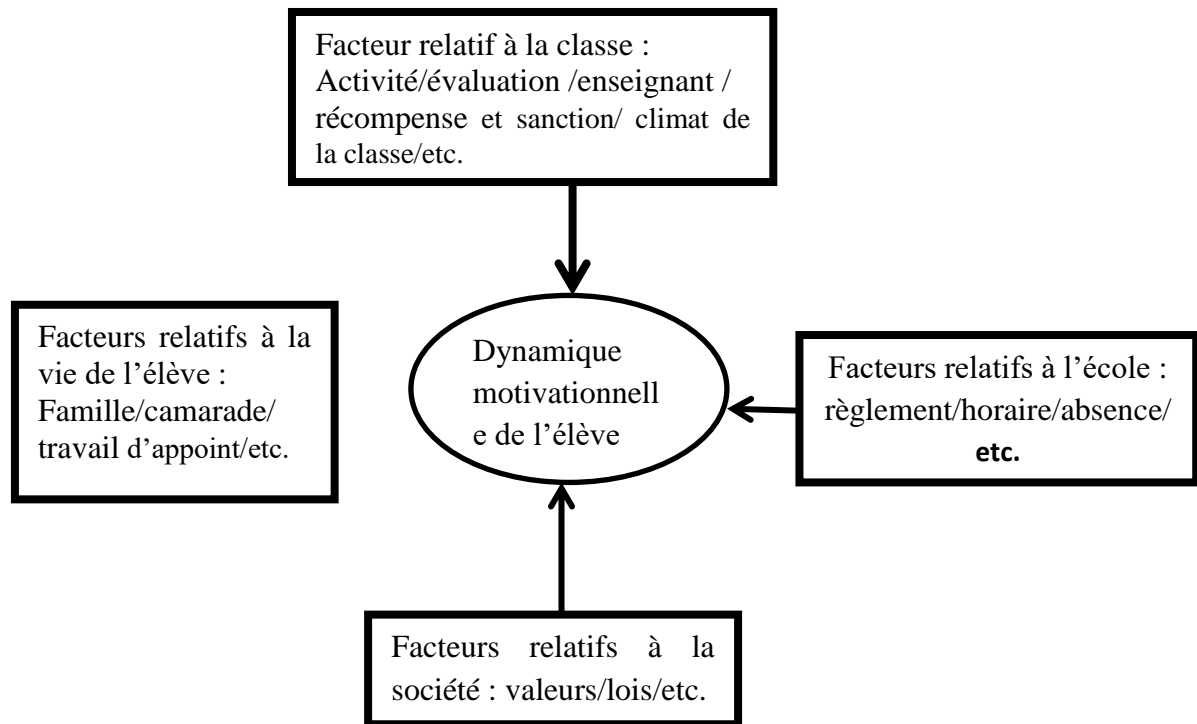 Facteur relatif à la classe :
Activité/évaluation /enseignant /
récompense et sanction/ climat de
la classe/etc.
Facteurs relatifs à la
vie de l’élève :
Famille/camarade/
travail d’appoint/etc.
Dynamique
motivationnell
e de l’élève
Facteurs relatifs à l’école :
règlement/horaire/absence/
etc.
Facteurs relatifs à la
société : valeurs/lois/etc.